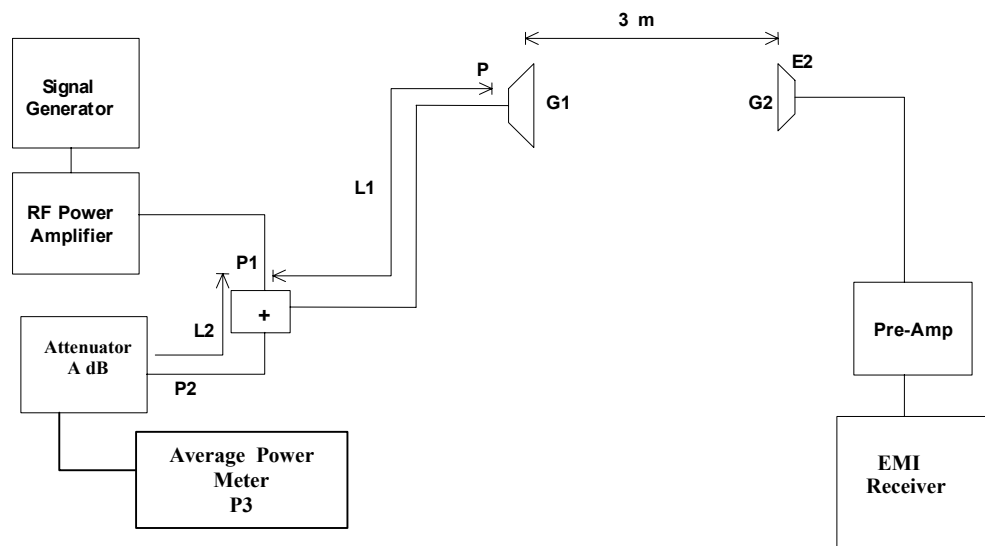 3 m
Signal
Generator
P
E2
G1
G2
L1
RF Power
Amplifier
P1
+
L2
Attenuator
A dB
P2
Pre-Amp
Average Power
Meter
P3
EMI
Receiver